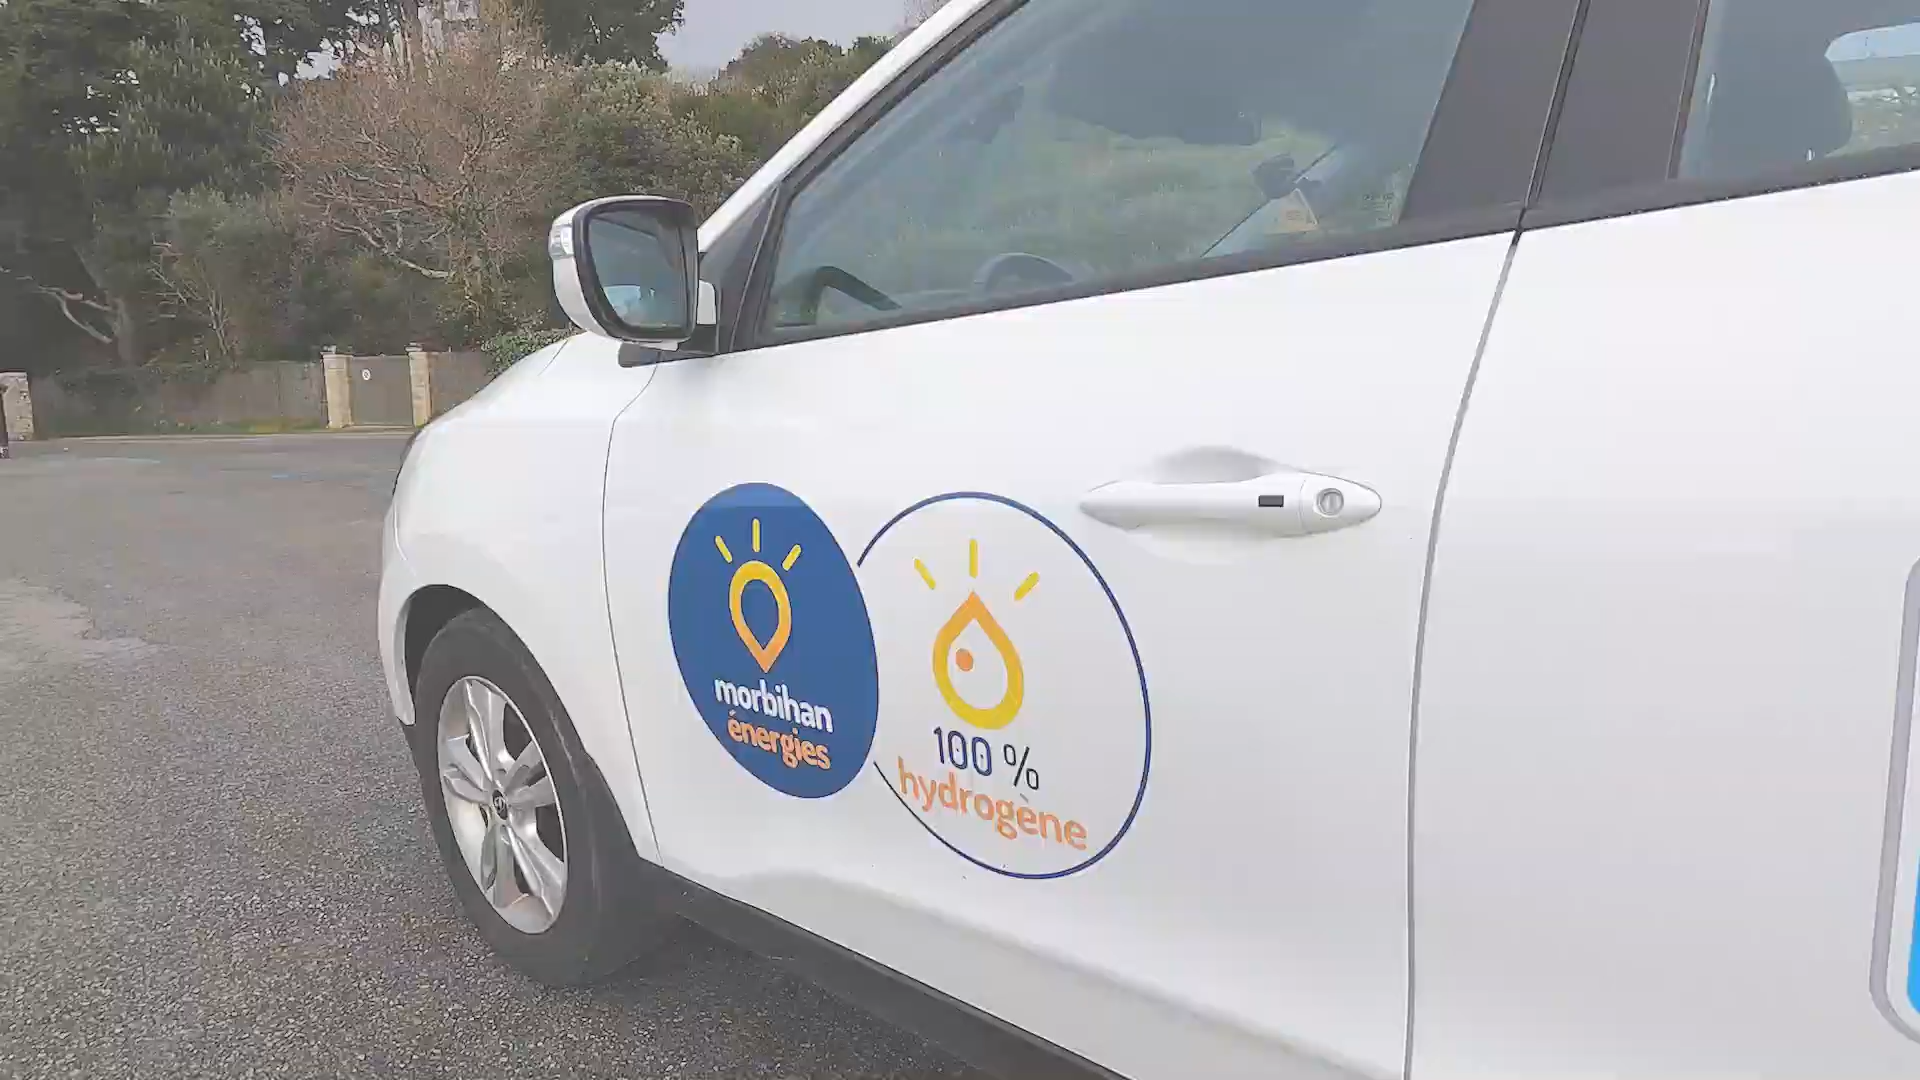 morbihan
énergies
100 %
hydrogène